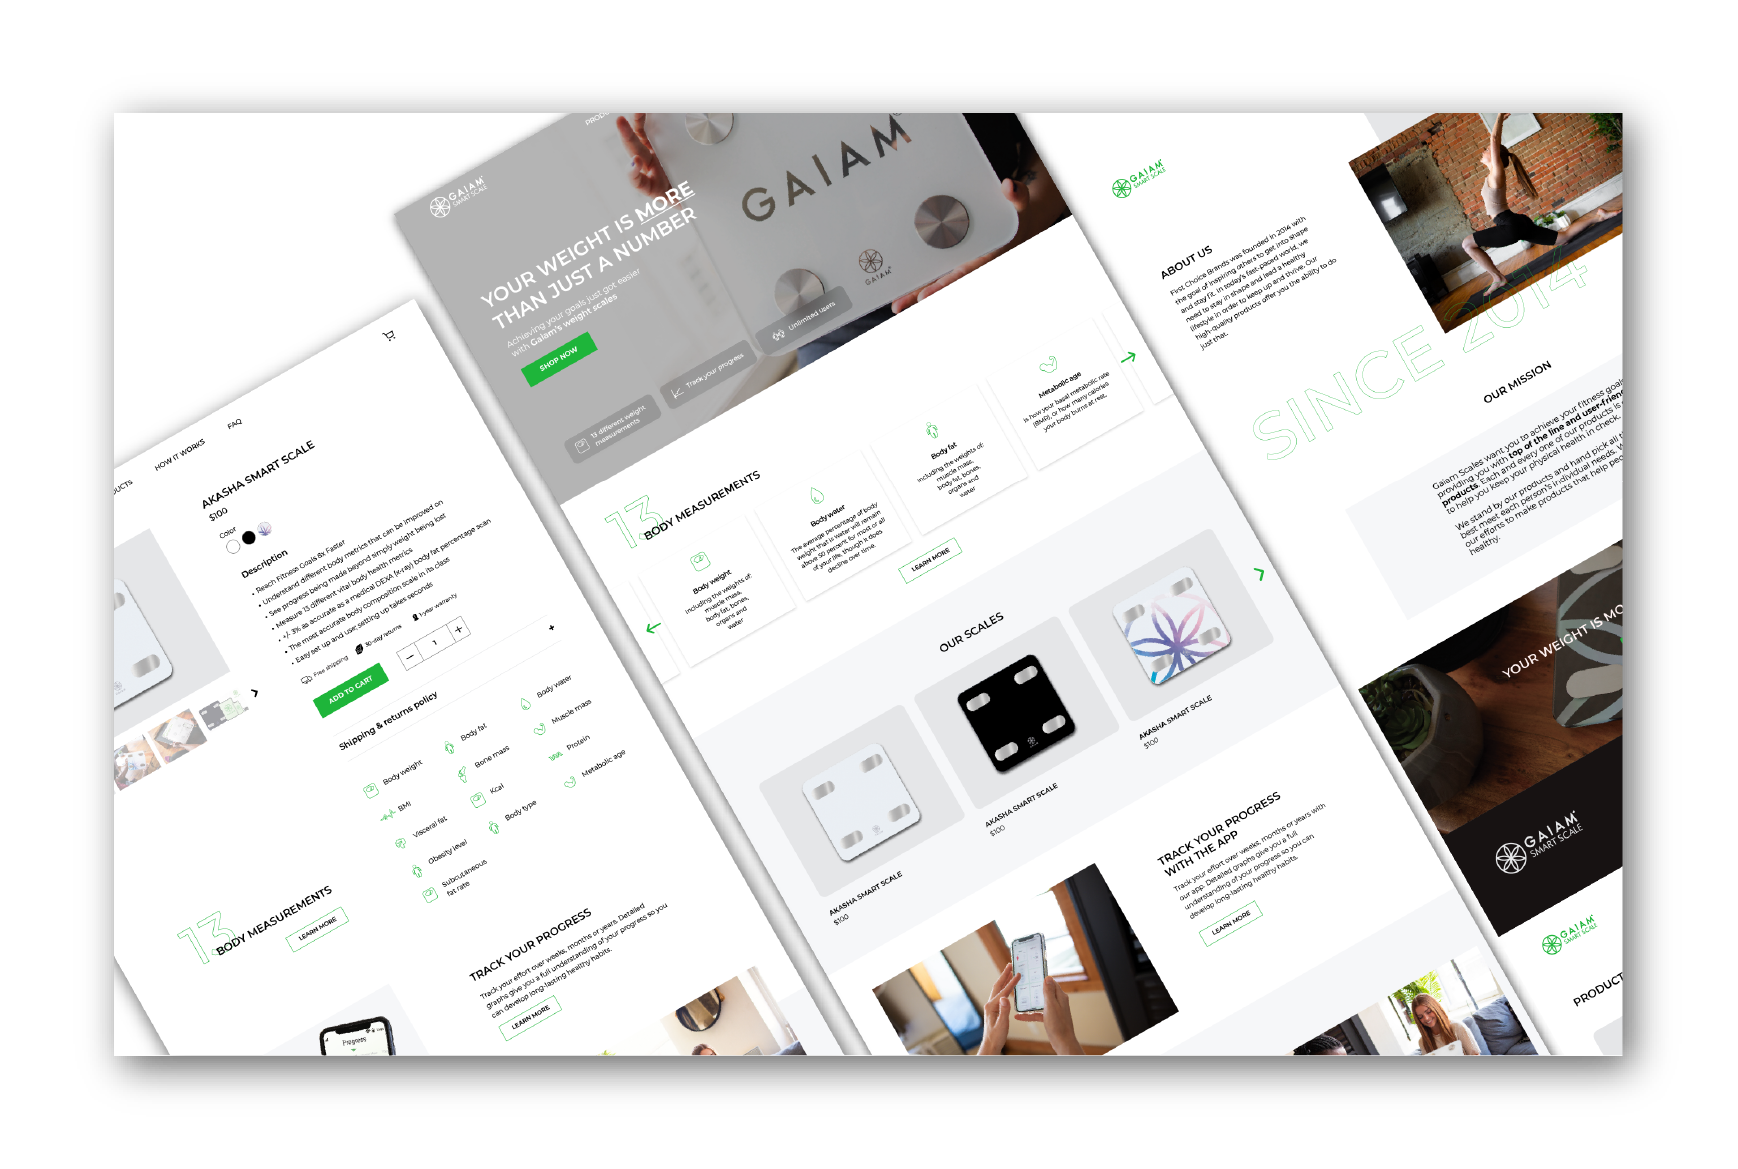 UCTS
HOW IT WORKS
FAQ
AKASHA SMART SCALE
$100
Color
Description
• Reach Fitness Goals 8x Faster
• Understand different body metrics that can be improved on
• See progress being made beyond simply weight being lost
• Measure 13 different vital body health metrics
• +/- 3% as accurate as a medical DEXA (x-ray) body fat percentage scan
• The most accurate body composition scale in its class
• Easy set up and user setting up takes seconds
Free shipping
30-day returns
1-year warranty
ADD TO CART
− 1 +
Shipping & returns policy
+
Body weight
Body fat
Body water
BMI
Bone mass
Muscle mass
Visceral fat
Kcal
Protein
Obesity level
Body type
Metabolic age
Subcutaneous
fat rate
13
BODY MEASUREMENTS
LEARN MORE
TRACK YOUR PROGRESS
Track your effort over weeks, months or years. Detailed
graphs give you a full understanding of your progress so you
can develop long-lasting healthy habits.
LEARN MORE
Progress
GAIAM
SMART SCALE
PRODU
YOUR WEIGHT IS MORE
THAN JUST A NUMBER
Achieving your goals just got easier
with Gaiam's weight scales
SHOP NOW
13 different weight
measurements
Track your progress
Unlimited users
GAIAM
GAIAM
13
BODY MEASUREMENTS
Body weight
including the weights of:
muscle mass,
body fat, bones,
organs and
water
Body water
The average percentage of body
weight that is water will remain
above 50 percent for most or all
of your life, though it does
decline over time.
Body fat
including the weights of:
muscle mass,
body fat, bones,
organs and
water
Metabolic age
is how your basal metabolic rate
(BMR), or how many calories
your body burns at rest,
LEARN MORE
OUR SCALES
AKASHA SMART SCALE
$100
AKASHA SMART SCALE
$100
AKASHA SMART SCALE
$100
TRACK YOUR PROGRESS
WITH THE APP
Track your effort over weeks, months or years with
our app. Detailed graphs give you a full
understanding of your progress so you can
develop long-lasting healthy habits.
LEARN MORE
GAIAM
SMART SCALE
ABOUT US
First Choice Brands was founded in 2014 with
the goal of inspiring others to get into shape
and stay fit. In today's fast-paced world, we
need to stay in shape and lead a healthy
lifestyle in order to keep up and thrive. Our
high-quality products offer you the ability to do
just that.
SINCE 2014
OUR MISSION
Gaiam Scales want you to achieve your fitness goal
providing you with top of the line and user-frien
products. Each and every one of our products is
to help you keep your physical health in check.
We stand by our products and hand pick all t
best meet each person's individual needs. W
our efforts to make products that help peo
healthy.
YOUR WEIGHT IS MO
GAIAM
SMART SCALE
GAIAM
SMART SCALE
PRODUCT